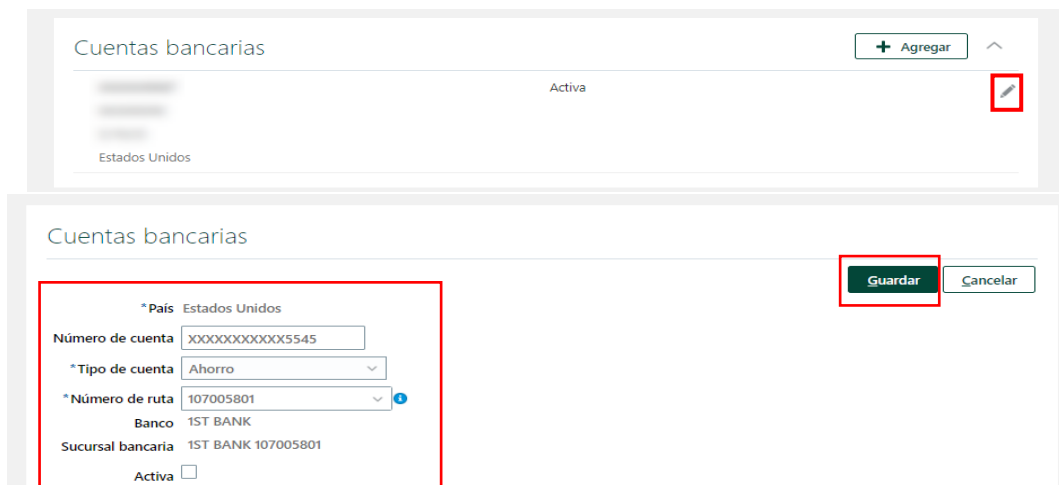 Cuentas bancarias
Agregar
Activa
Estados Unidos
Cuentas bancarias
Guardar
Cancelar
*País Estados Unidos
Número de cuenta XXXXXXXXXXX5545
*Tipo de cuenta Ahorro
*Número de ruta 107005801
Banco 1ST BANK
Sucursal bancaria 1ST BANK 107005801
Activa